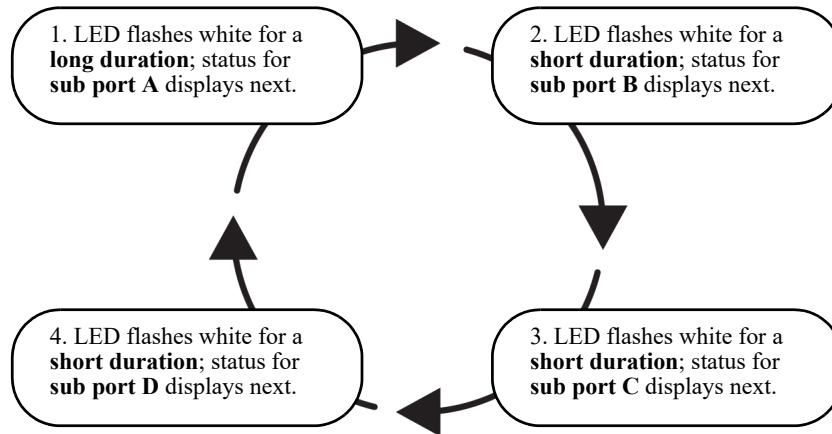 1. LED flashes white for a
long duration; status for
sub port A displays next.
2. LED flashes white for a
short duration; status for
sub port B displays next.
3. LED flashes white for a
short duration; status for
sub port C displays next.
4. LED flashes white for a
short duration; status for
sub port D displays next.